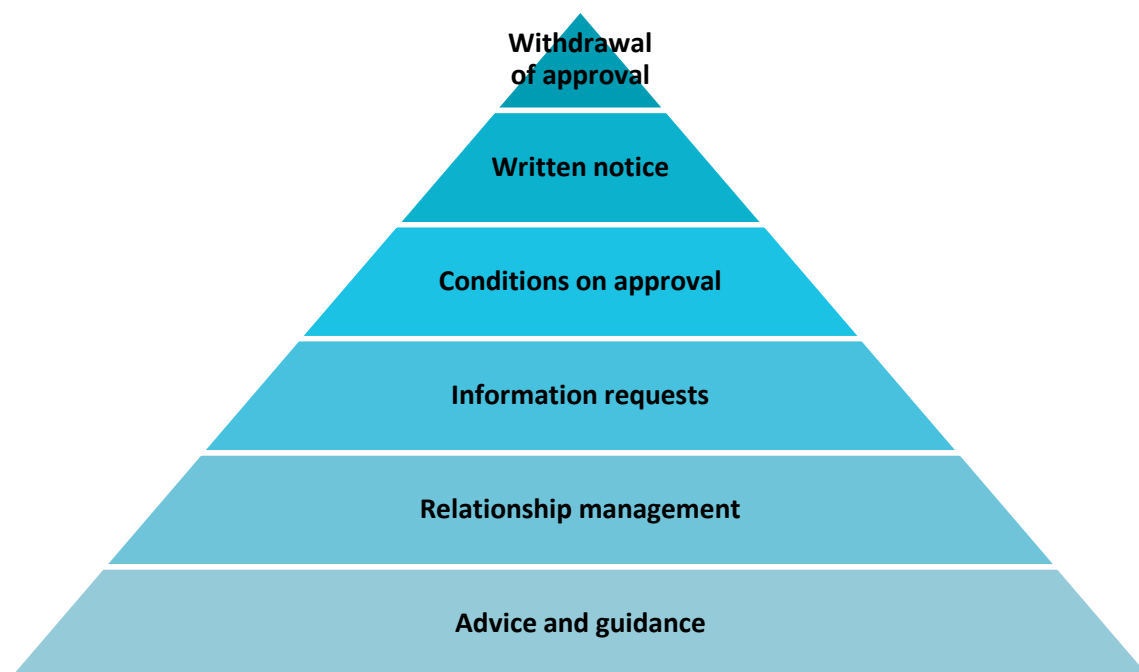 Withdrawal
of approval
Written notice
Conditions on approval
Information requests
Relationship management
Advice and guidance